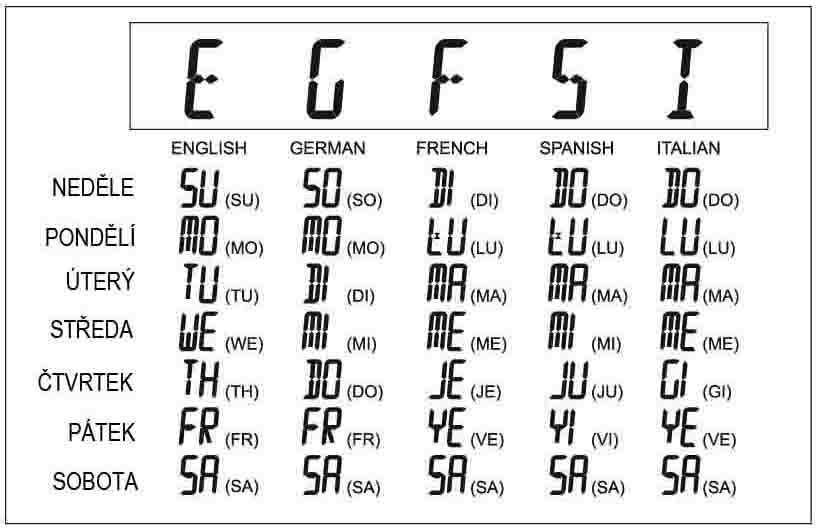 E G F S I
ENGLISH GERMAN FRENCH SPANISH ITALIAN
NEDĚLE SU (SU) SO (SO) DI (DI) DO (DO) DO (DO)
PONDĚLÍ MO (MO) MO (MO) LU (LU) LU (LU) LU (LU)
ÚTERÝ TU (TU) DI (DI) MA (MA) MA (MA) MA (MA)
STŘEDA WE (WE) MI (MI) ME (ME) MI (MI) ME (ME)
ČTVRTEK TH (TH) DO (DO) JE (JE) JU (JU) GI (GI)
PÁTEK FR (FR) FR (FR) VE (VE) VI (VI) VE (VE)
SOBOTA SA (SA) SA (SA) SA (SA) SA (SA) SA (SA)